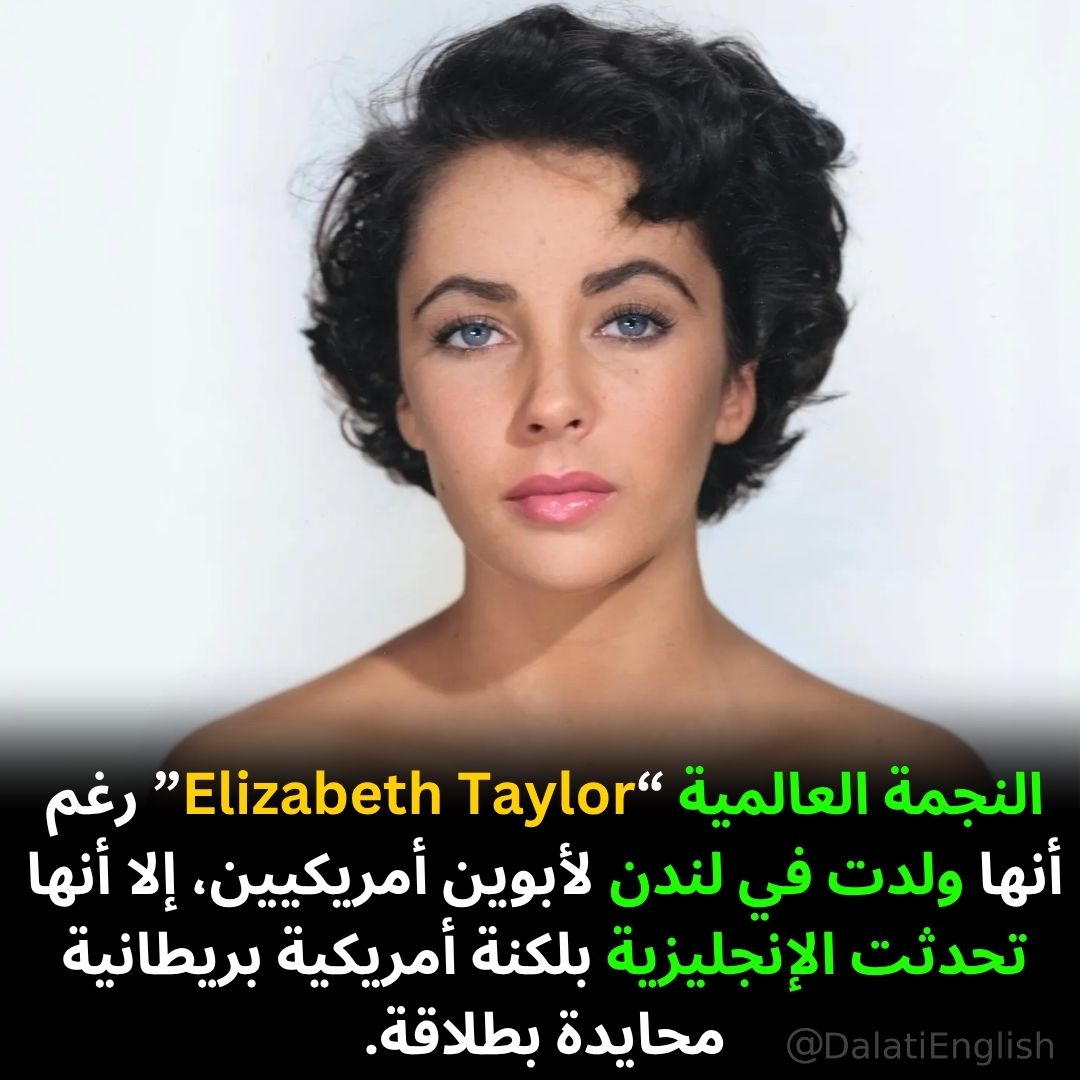 النجمة العالمية “Elizabeth Taylor” رغم
أنها ولدت في لندن لأبوين أمريكيين، إلا أنها
تحدثت الإنجليزية بلكنة أمريكية بريطانية
محايدة بطلاقة.
@DalatiEnglish